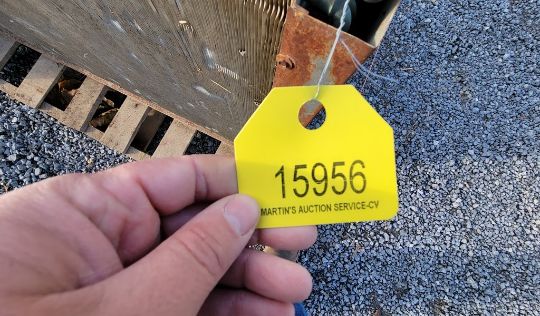 15956
MARTIN'S AUCTION SERVICE-CV